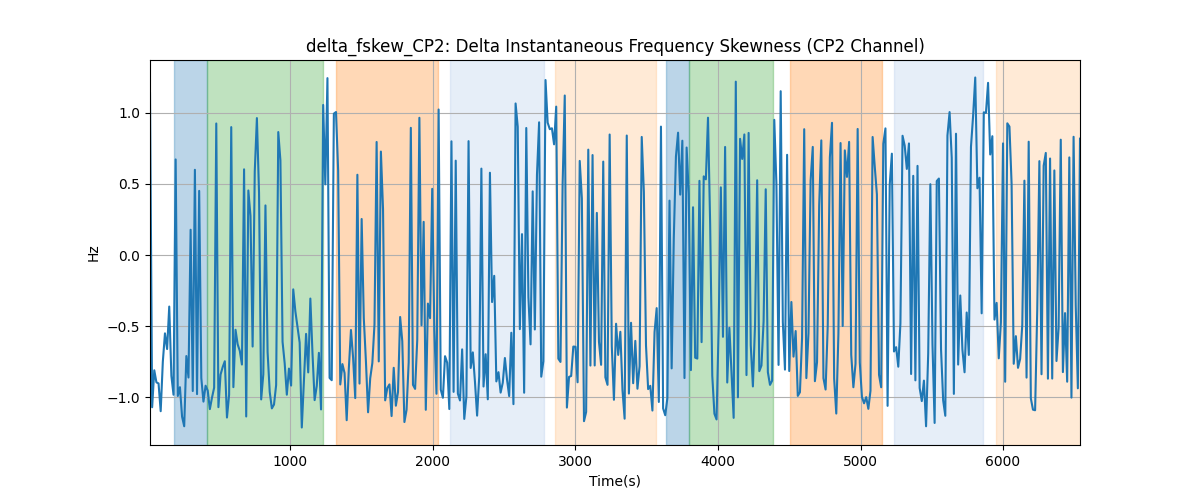 delta_fskew_CP2: Delta Instantaneous Frequency Skewness (CP2 Channel)
1.0
0.5
0.0
−0.5
−1.0
Hz
1000 2000 3000 4000 5000 6000
Time(s)